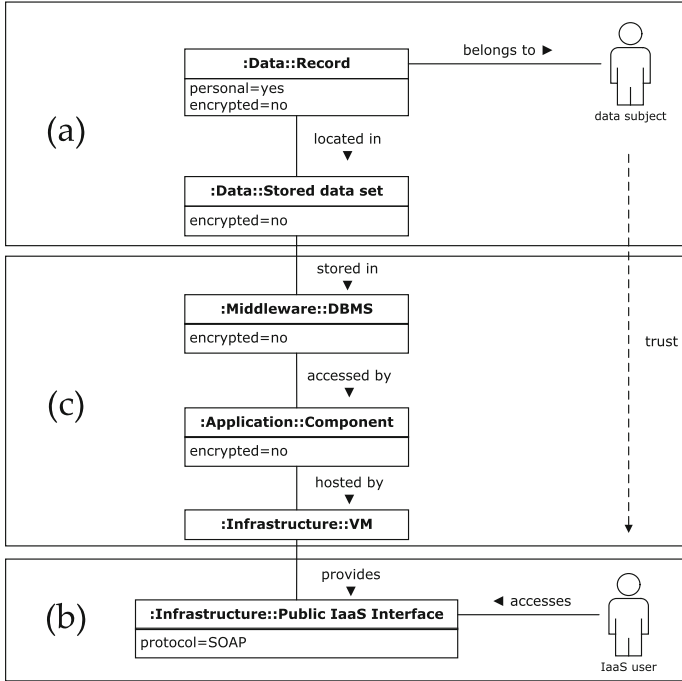 :Data::Record
belongs to ►
personal=yes
encrypted=no
data subject
(a)
located in
▼
:Data::Stored data set
encrypted=no
stored in
▼
:Middleware::DBMS
encrypted=no
trust
accessed by
▼
(c)
:Application::Component
encrypted=no
hosted by
▼
:Infrastructure::VM
provides
▼
◄ accesses
:Infrastructure::Public IaaS Interface
(b)
protocol=SOAP
IaaS user